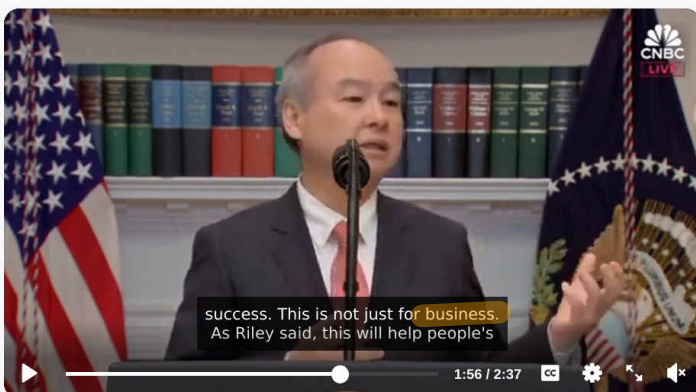 CNBC
LIVE
success. This is not just for business.
As Riley said, this will help people's
1:56 / 2:37
CC